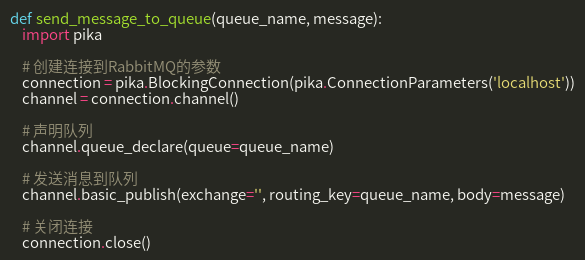 def send_message_to_queue(queue_name, message):
    import pika

    # 创建连接到RabbitMQ的参数
    connection = pika.BlockingConnection(pika.ConnectionParameters('localhost'))
    channel = connection.channel()

    # 声明队列
    channel.queue_declare(queue=queue_name)

    # 发送消息到队列
    channel.basic_publish(exchange='', routing_key=queue_name, body=message)

    # 关闭连接
    connection.close()